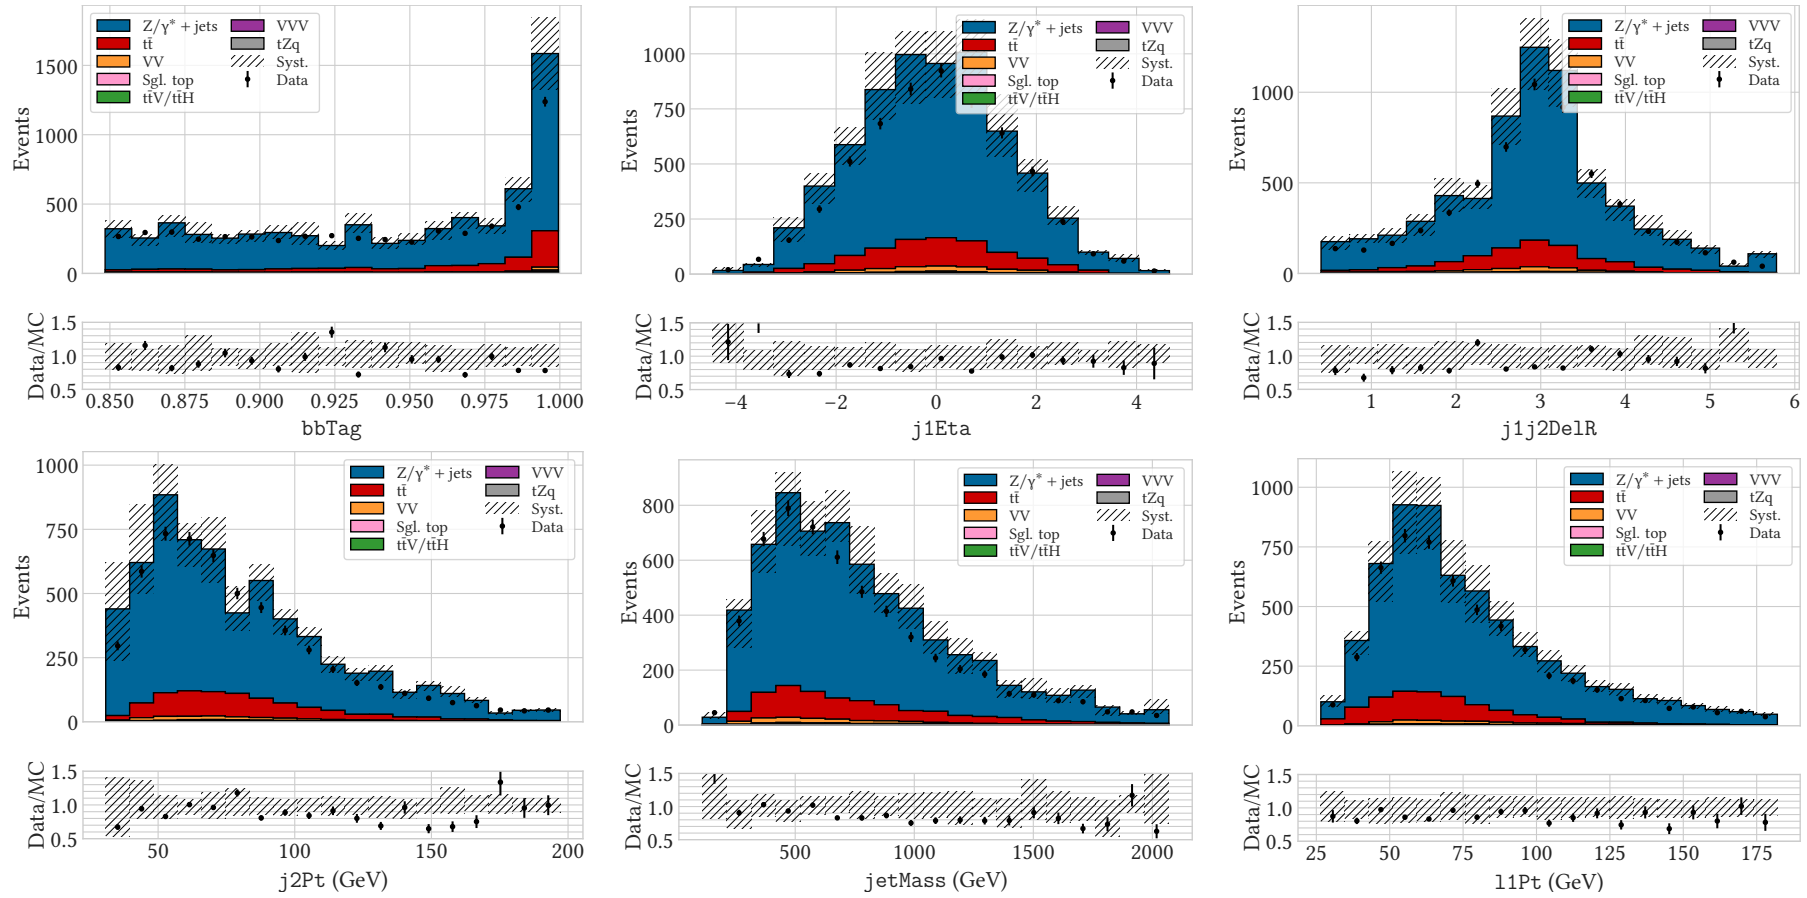 Z/γ* + jets
tt̄
VV
Sgl. top
tt̄V/tt̄H
VVV
tZq
Syst.
Data
Events
1500
1000
500
0
Data/MC
1.5
1.0
0.5
0.850 0.875 0.900 0.925 0.950 0.975 1.000
bbTag
Z/γ* + jets
tt̄
VV
Sgl. top
tt̄V/tt̄H
VVV
tZq
Syst.
Data
Events
1000
750
500
250
0
Data/MC
1.5
1.0
0.5
−4 −2 0 2 4
j1Eta
Z/γ* + jets
tt̄
VV
Sgl. top
tt̄V/tt̄H
VVV
tZq
Syst.
Data
Events
1000
500
0
Data/MC
1.5
1.0
0.5
1 2 3 4 5 6
j1j2DelR
Z/γ* + jets
tt̄
VV
Sgl. top
tt̄V/tt̄H
VVV
tZq
Syst.
Data
Events
1000
750
500
250
0
Data/MC
1.5
1.0
0.5
50 100 150 200
j2Pt (GeV)
Z/γ* + jets
tt̄
VV
Sgl. top
tt̄V/tt̄H
VVV
tZq
Syst.
Data
Events
800
600
400
200
0
Data/MC
1.5
1.0
0.5
500 1000 1500 2000
jetMass (GeV)
Z/γ* + jets
tt̄
VV
Sgl. top
tt̄V/tt̄H
VVV
tZq
Syst.
Data
Events
1000
750
500
250
0
Data/MC
1.5
1.0
0.5
25 50 75 100 125 150 175
l1Pt (GeV)